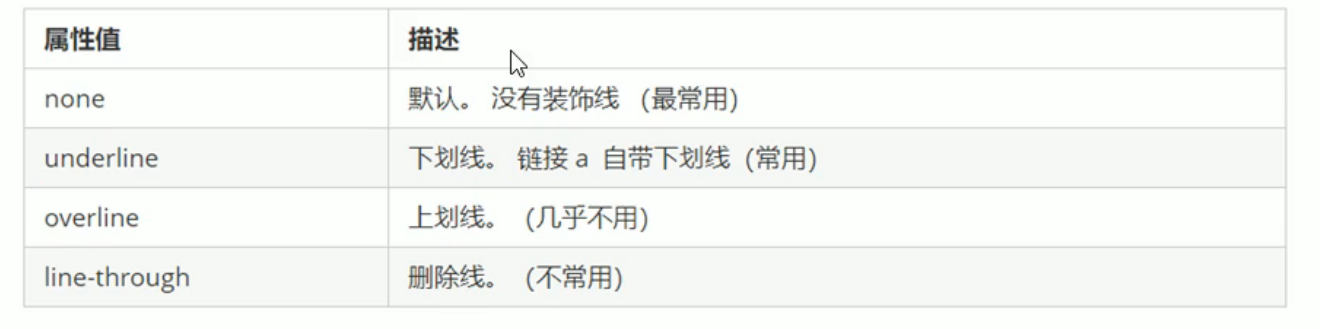 属性值 描述
none 默认。 没有装饰线 (最常用)
underline 下划线。 链接 a 自带下划线 (常用)
overline 上划线。 (几乎不用)
line-through 删除线。 (不常用)